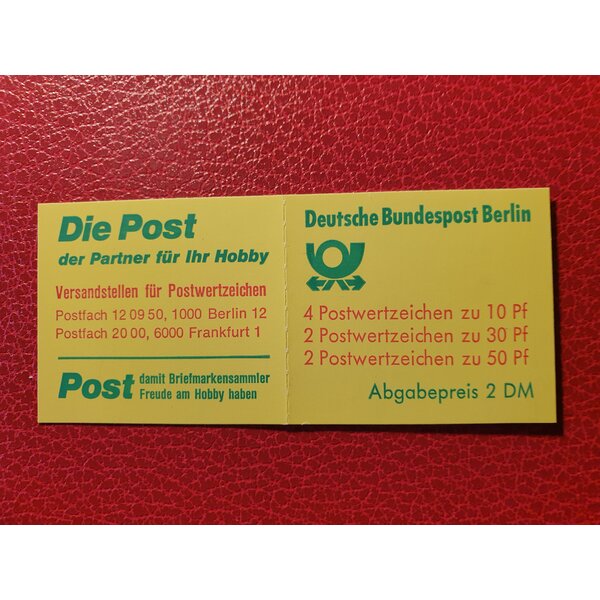 Die Post
der Partner für Ihr Hobby
Versandstellen für Postwertzeichen
Postfach 12 09 50, 1000 Berlin 12
Postfach 20 00, 6000 Frankfurt 1
Post damit Briefmarkensammler
Freude am Hobby haben
Deutsche Bundespost Berlin
4 Postwertzeichen zu 10 Pf
2 Postwertzeichen zu 30 Pf
2 Postwertzeichen zu 50 Pf
Abgabepreis 2 DM